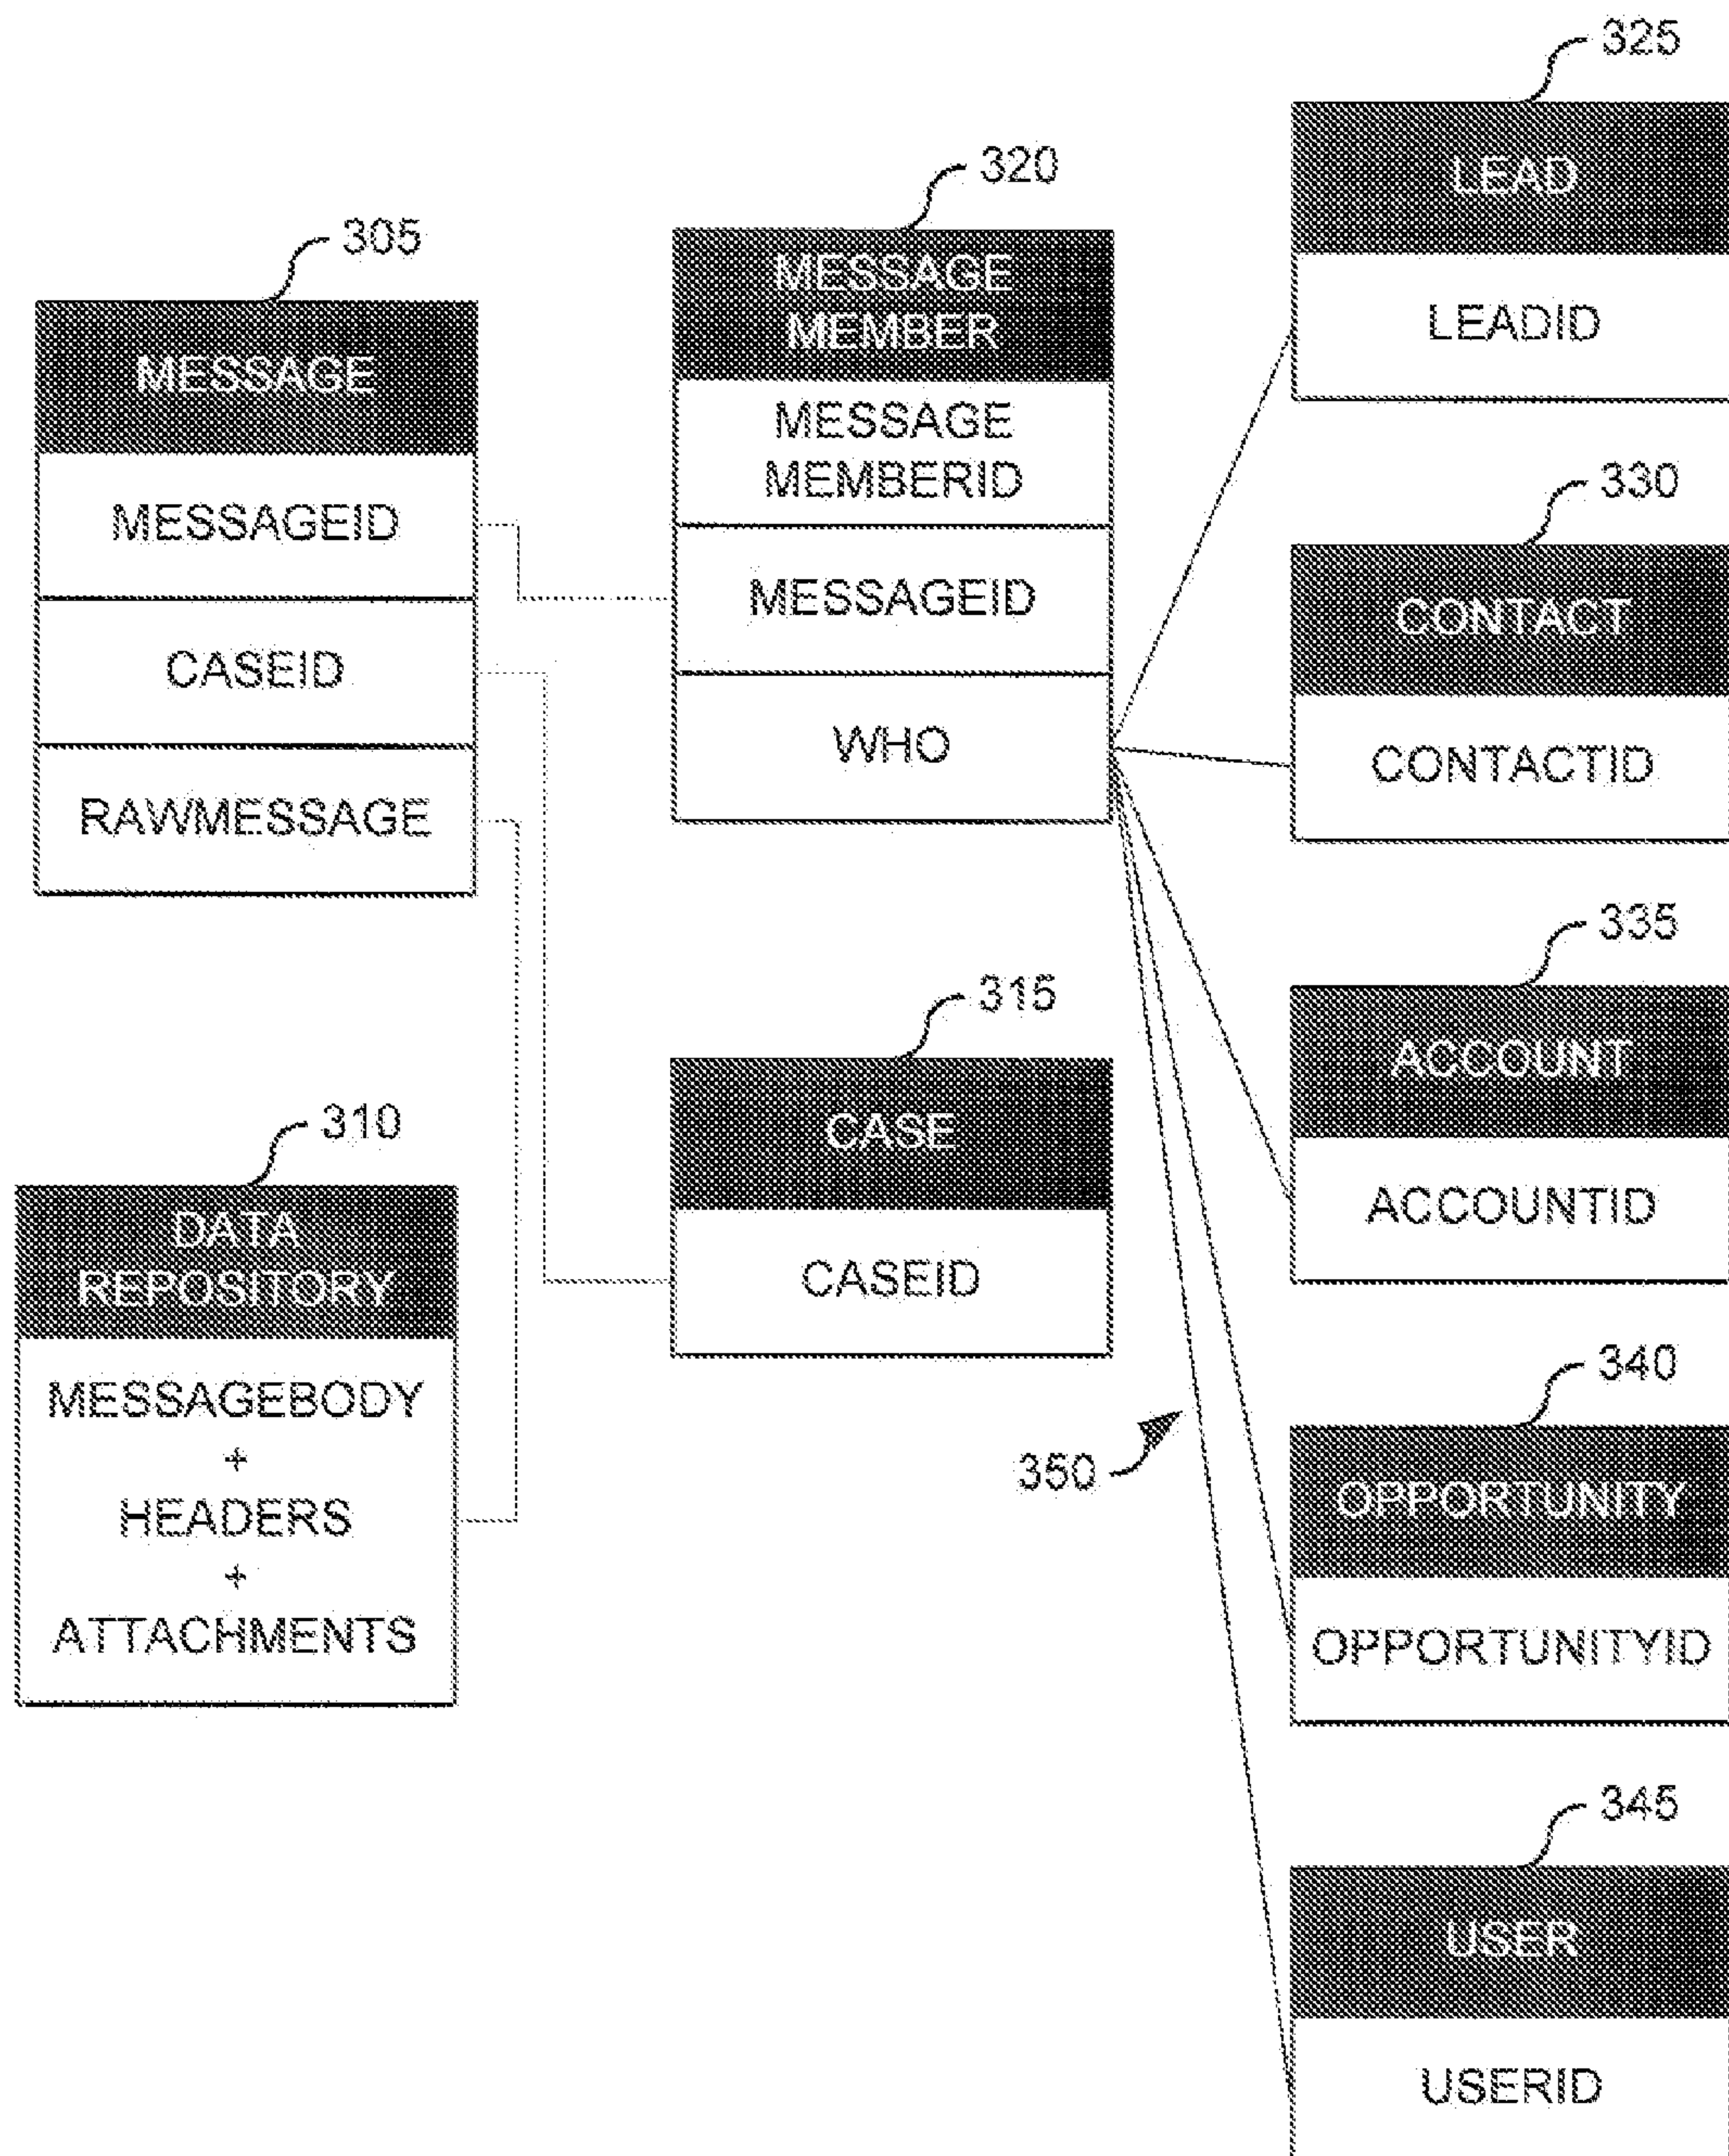 305
MESSAGE
MESSAGEID
CASEID
RAWMESSAGE
310
DATA
REPOSITORY
MESSAGEBODY
+
HEADERS
+
ATTACHMENTS
320
MESSAGE
MEMBER
MESSAGE
MEMBERID
MESSAGEID
WHO
315
CASE
CASEID
350
325
LEAD
LEADID
330
CONTACT
CONTACTID
335
ACCOUNT
ACCOUNTID
340
OPPORTUNITY
OPPORTUNITYID
345
USER
USERID